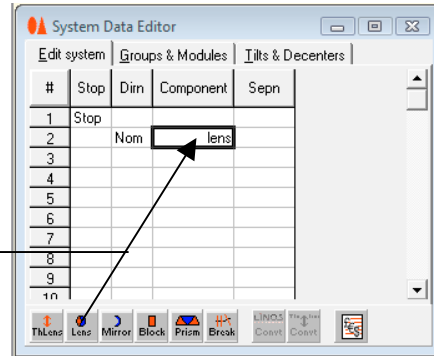 System Data Editor
Edit system Groups & Modules Tilts & Decenters
# Stop Dirn Component Sepn
1 Stop
2 Nom lens
3
4
5
6
7
8
9
10
ThLens Lens Mirror Block Prism Break LINOS Convt Convt